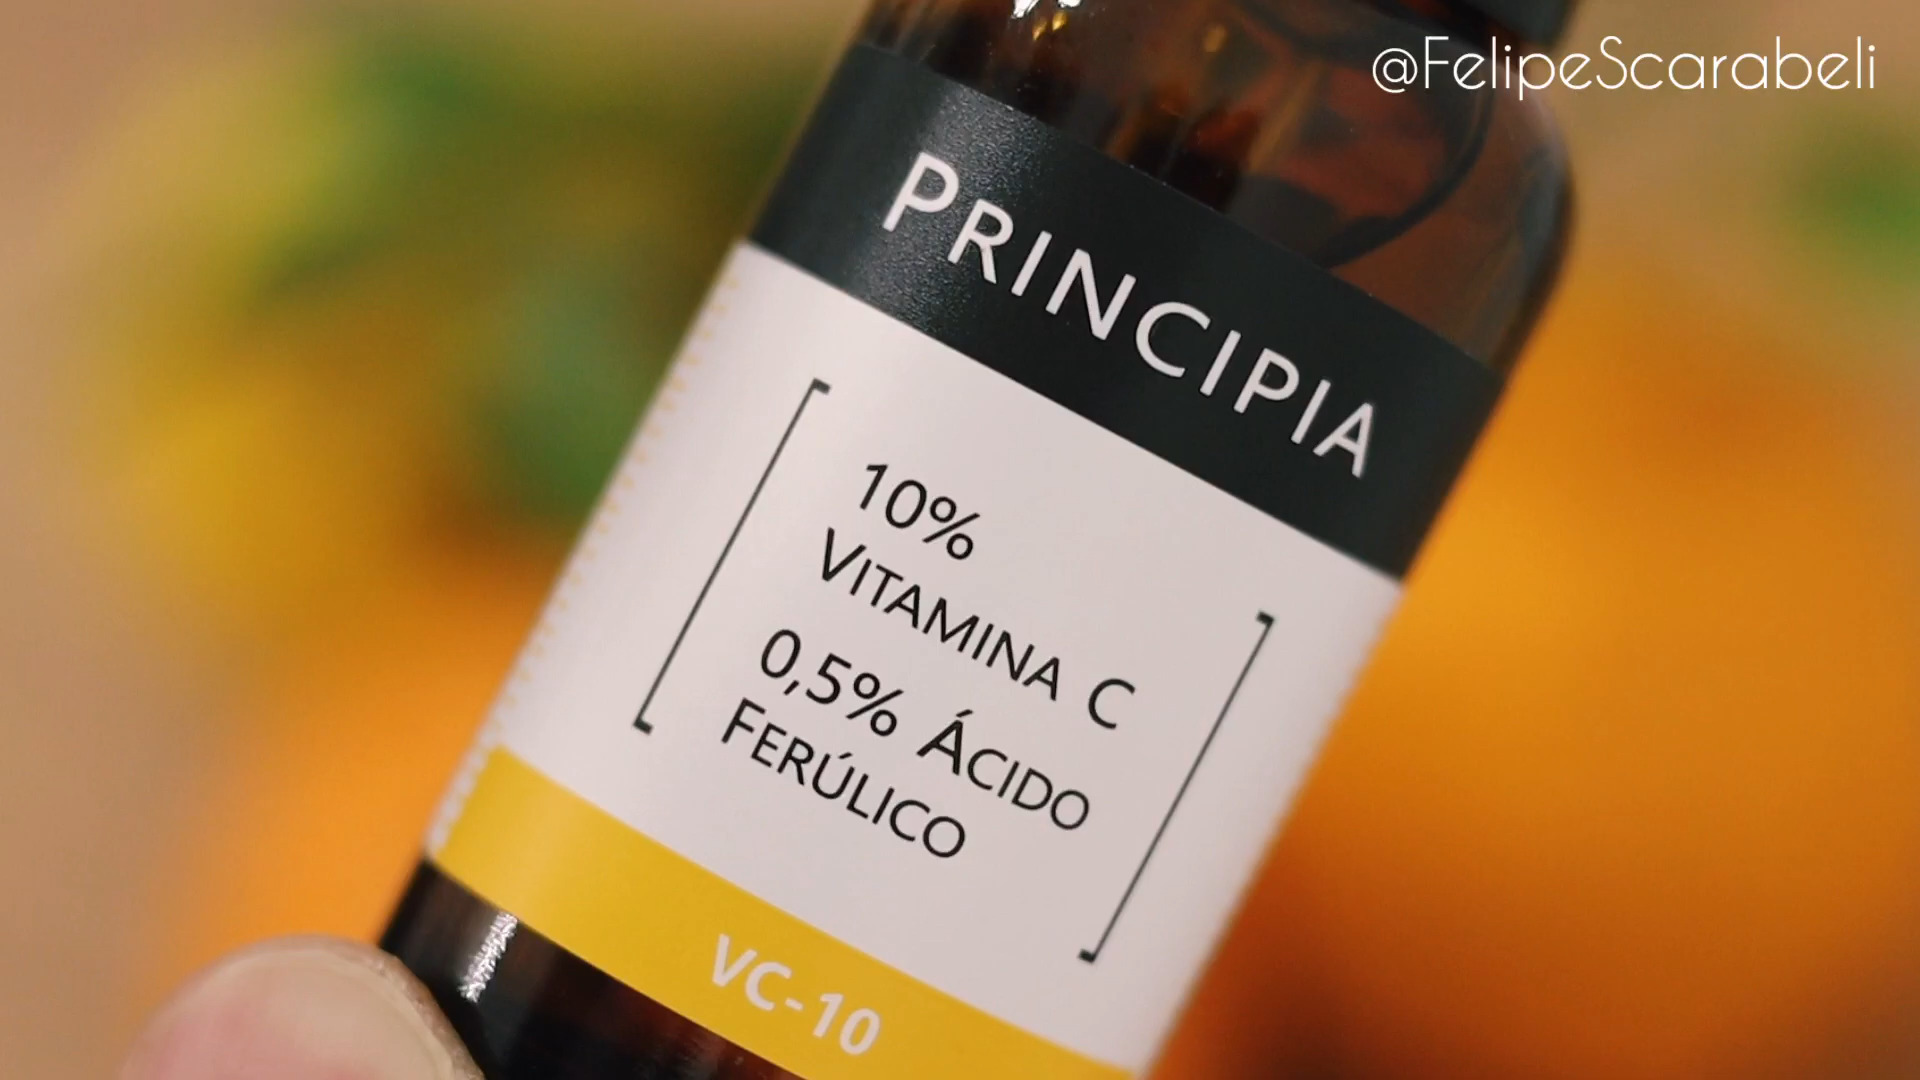 @FelipeScarabeli
PRINCIPIA
10%
VITAMINA C
0,5% ÁCIDO
FERÚLICO
VC-10